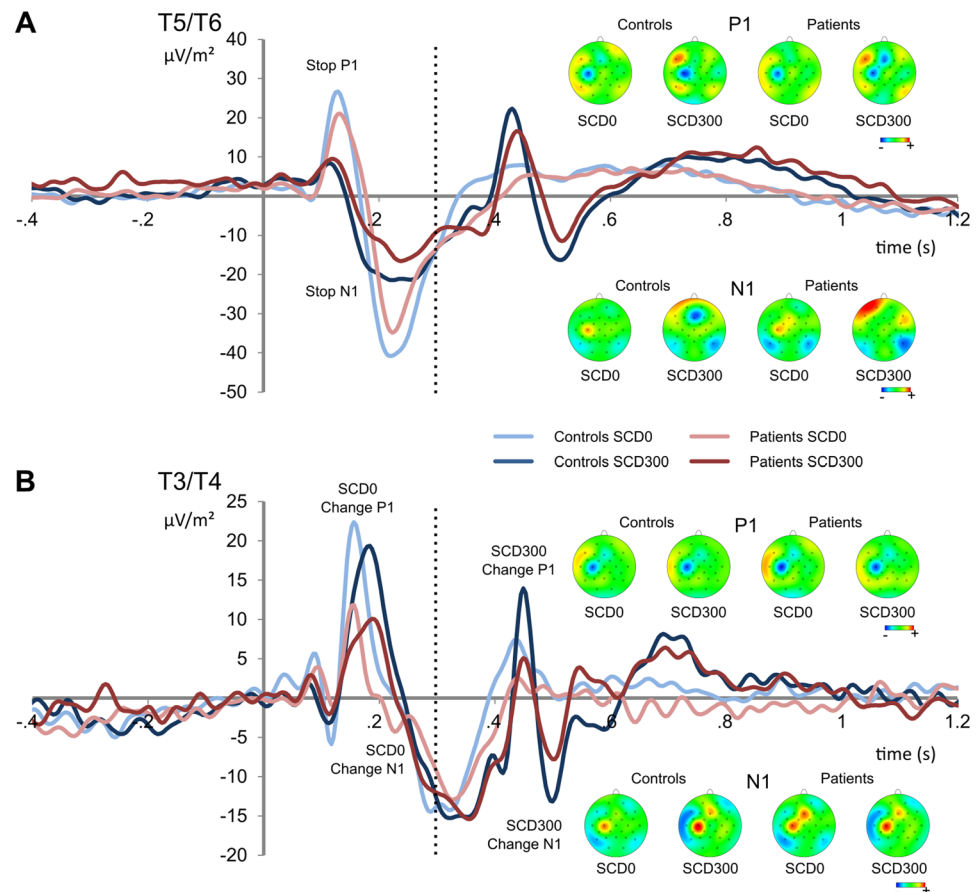 A
T5/T6
µV/m²
40
30
20
10
0
-10
-20
-30
-40
-50
-.4
.2
.2
.4
.6
.8
1
1.2
time (s)
Stop P1
Stop N1
Controls P1 Patients
SCD0 SCD300 SCD0 SCD300
- +
Controls N1 Patients
SCD0 SCD300 SCD0 SCD300
- +
Controls SCD0 Patients SCD0
Controls SCD300 Patients SCD300
B
T3/T4
µV/m²
25
20
15
10
5
0
-5
-10
-15
-20
-.4
-.2
.2
.4
.6
.8
1
1.2
time (s)
SCD0
Change P1
SCD0
Change N1
SCD300
Change P1
SCD300
Change N1
Controls P1 Patients
SCD0 SCD300 SCD0 SCD300
- +
Controls N1 Patients
SCD0 SCD300 SCD0 SCD300
- +